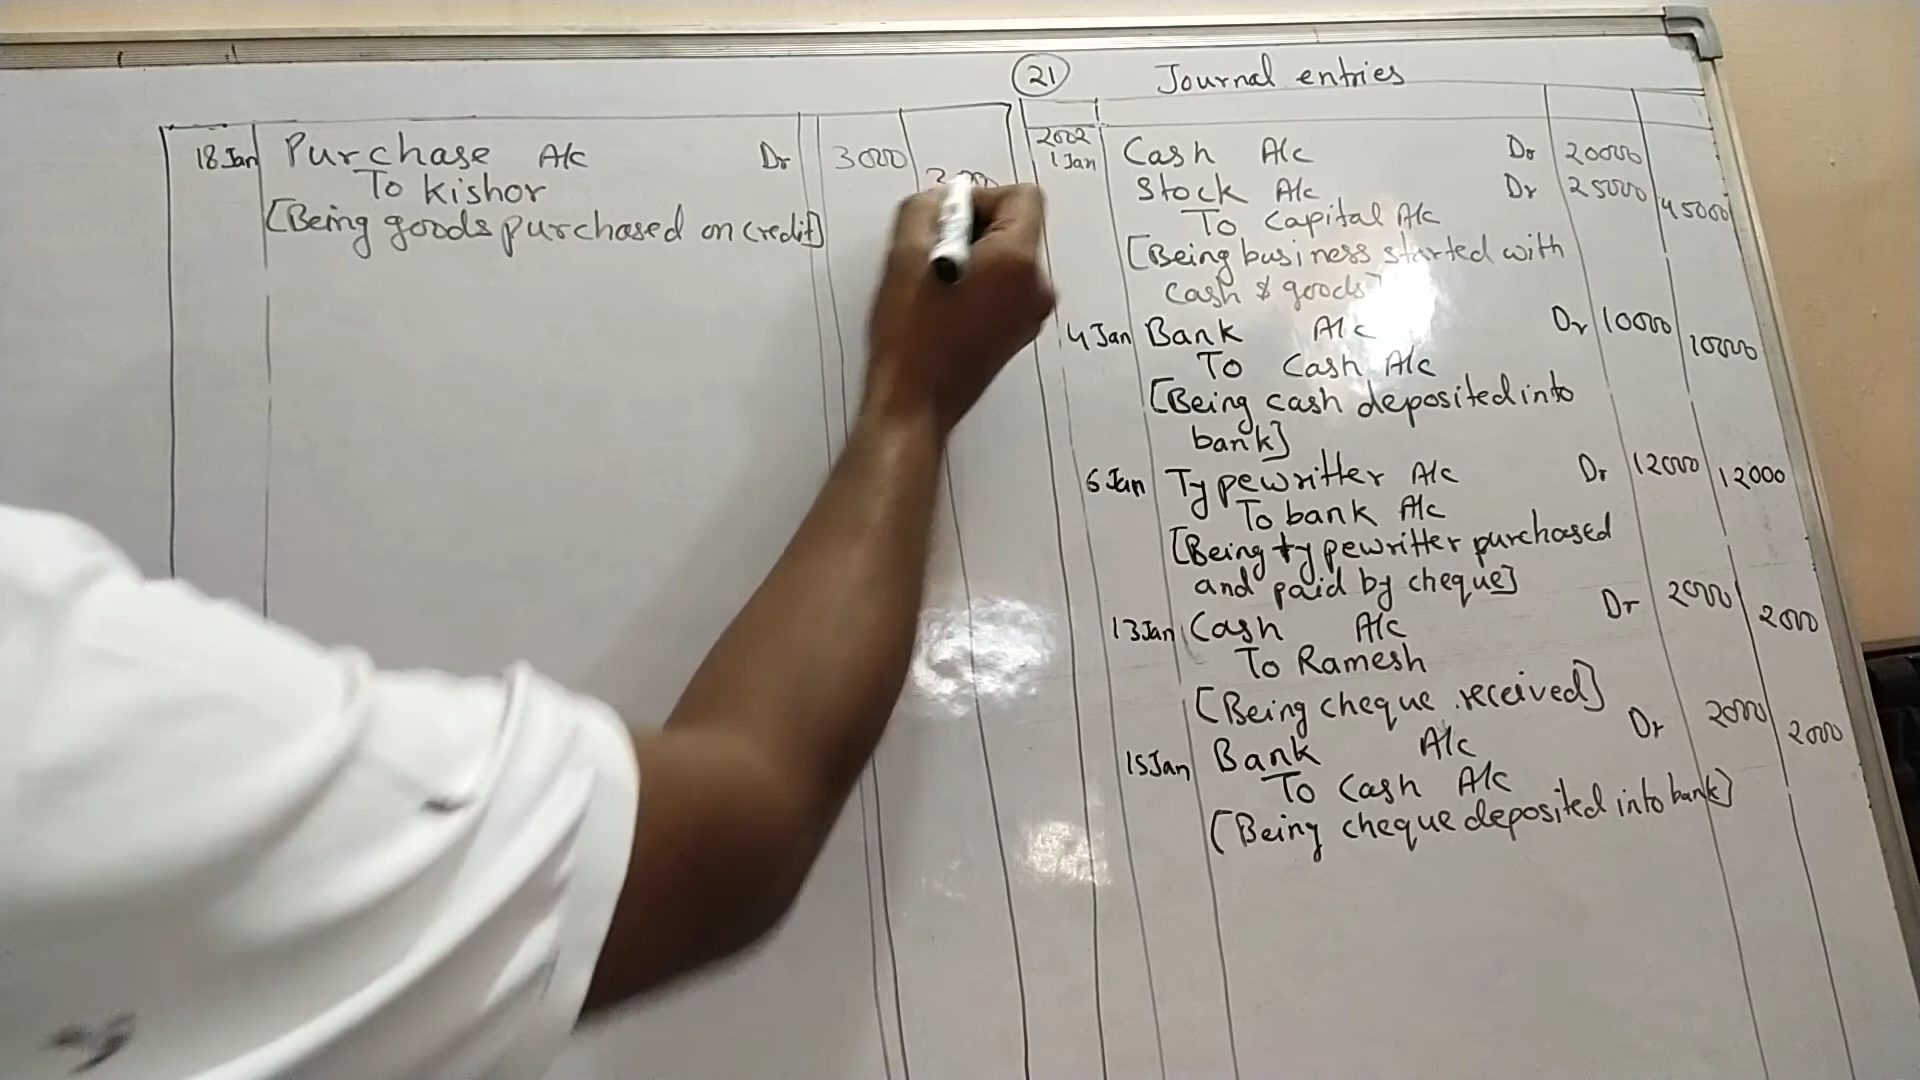 21 Journal entries
2002
1 Jan Cash A/c Dr 20000
Stock A/c Dr 25000
To Capital A/c 45000
[Being business started with
cash & goods]
4 Jan Bank A/c Dr 10000
To Cash A/c 10000
[Being cash deposited into
bank]
6 Jan Typewritter A/c Dr 12000
To bank A/c 12000
[Being typewritter purchased
and paid by cheque]
13 Jan Cash A/c Dr 2000
To Ramesh 2000
[Being cheque received]
15 Jan Bank A/c Dr 2000
To Cash A/c 2000
[Being cheque deposited into bank]
18 Jan Purchase A/c Dr 3000
To Kishor
[Being goods purchased on credit]